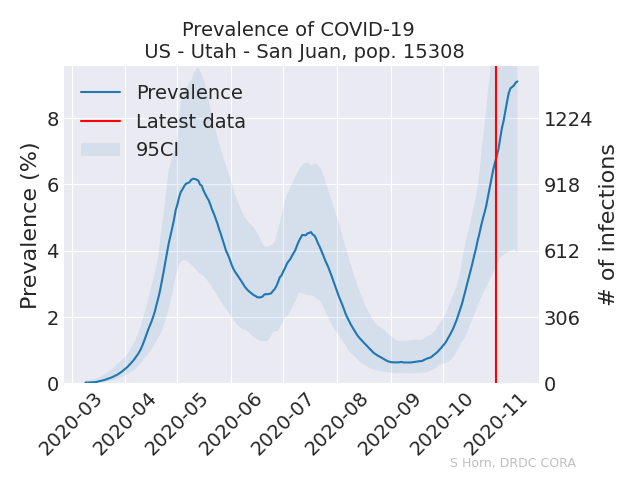 Prevalence of COVID-19
US - Utah - San Juan, pop. 15308
Prevalence
Latest data
95CI
Prevalence (%)
8
6
4
2
0
1224
918
612
306
0
# of infections
2020-03
2020-04
2020-05
2020-06
2020-07
2020-08
2020-09
2020-10
2020-11
S Horn, DRDC CORA